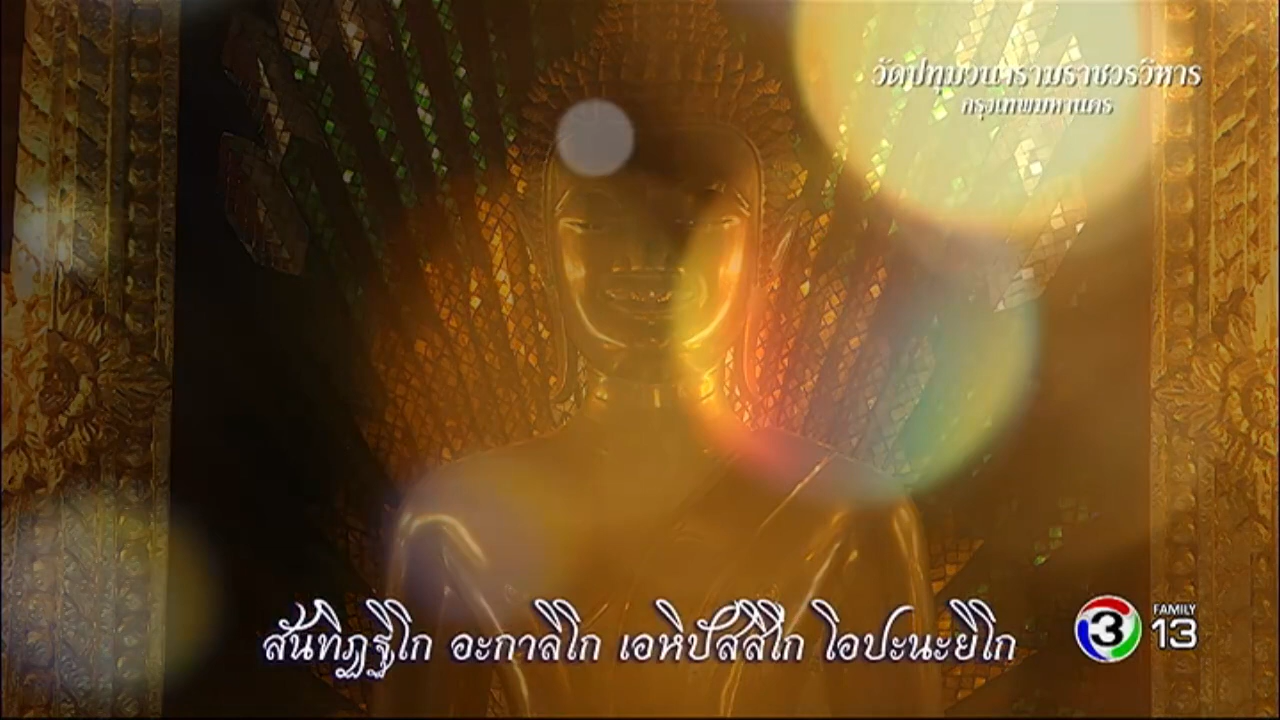 วัดปทุมวนารามราชวรวิหาร
กรุงเทพมหานคร
สันทิฏฐิโก อะกาลิโก เอหิปัสสิโก โอปะนะยิโก
3
FAMILY
13